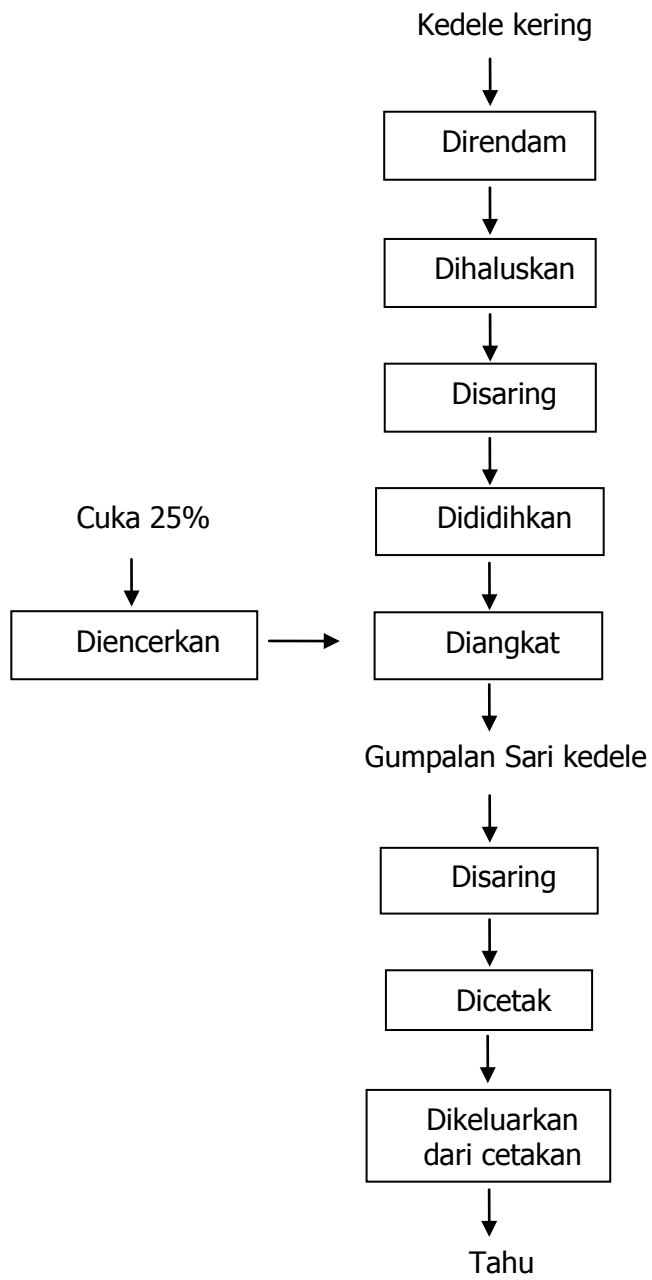 Kedele kering
Direndam
Dihaluskan
Disaring
Cuka 25%
Dididihkan
Diencerkan
Diangkat
Gumpalan Sari kedele
Disaring
Dicetak
Dikeluarkan
dari cetakan
Tahu